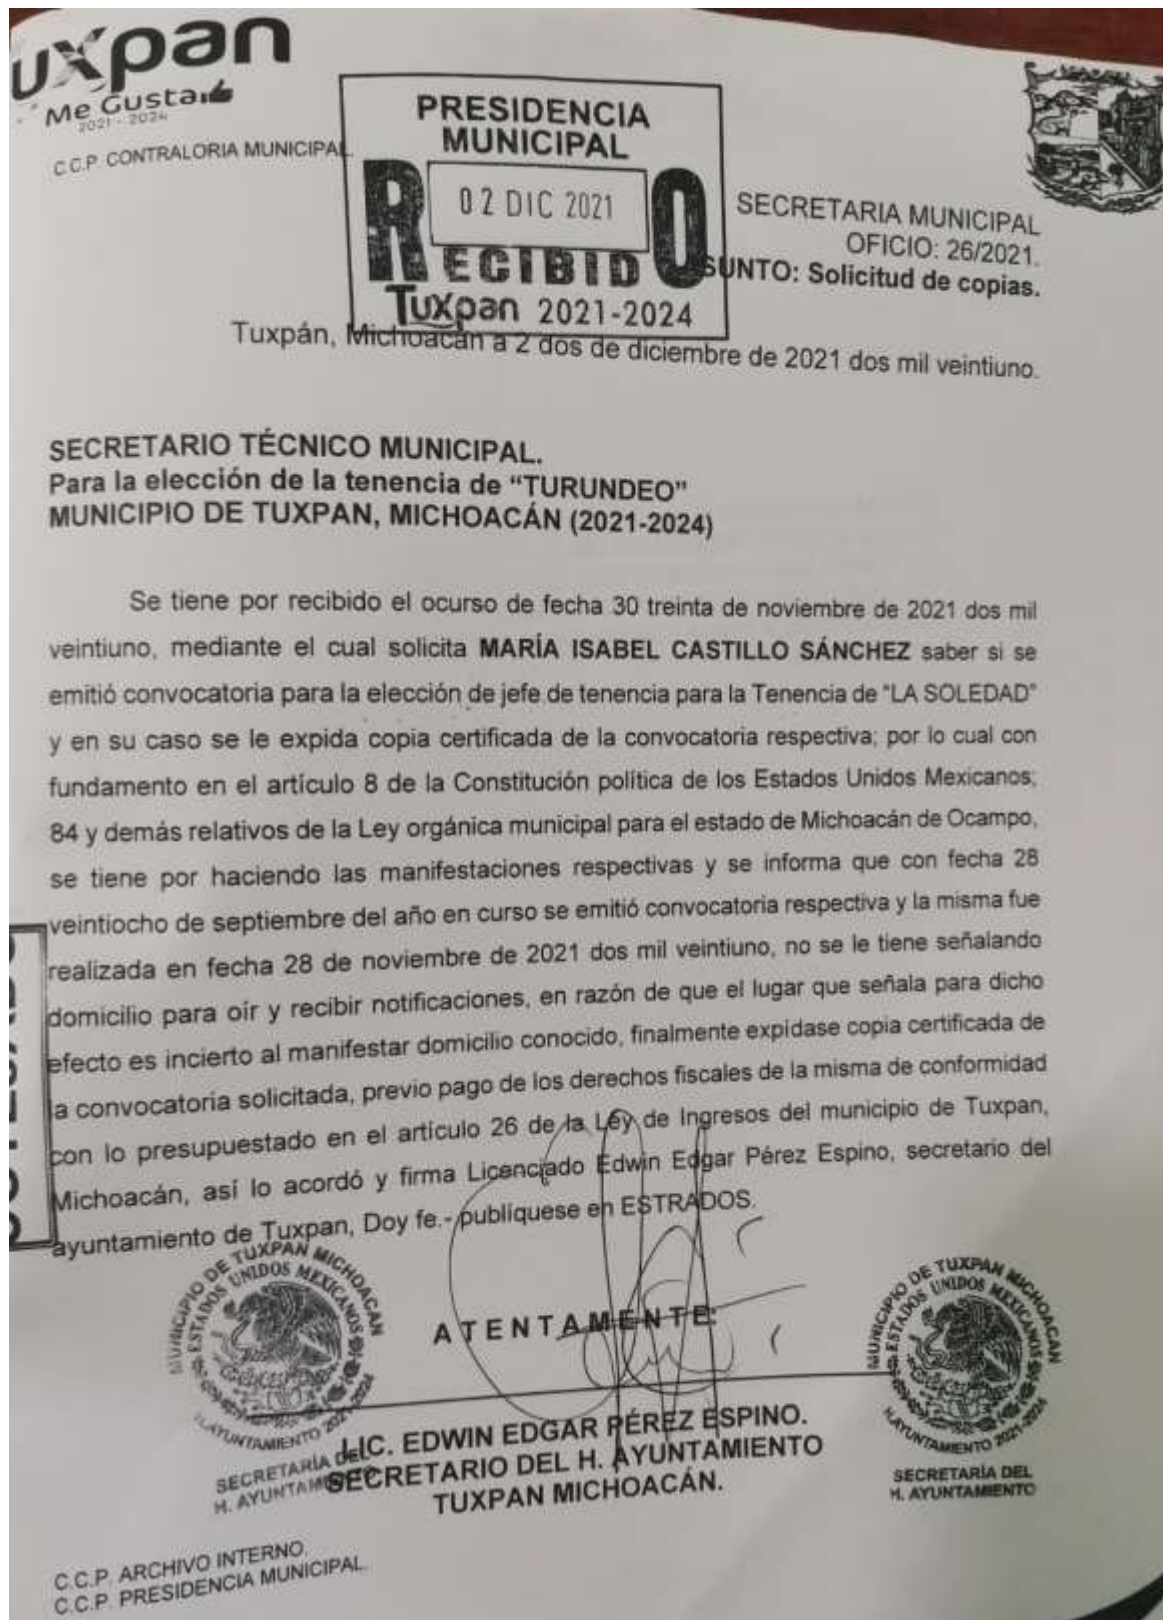 uxpan
Me Gusta
2021 - 2024
C.C.P. CONTRALORIA MUNICIPAL.
PRESIDENCIA
MUNICIPAL
02 DIC 2021
RECIBIDO
Tuxpan 2021-2024
SECRETARIA MUNICIPAL
OFICIO: 26/2021.
SUNTO: Solicitud de copias.
Tuxpán, Michoacán a 2 dos de diciembre de 2021 dos mil veintiuno.
SECRETARIO TÉCNICO MUNICIPAL.
Para la elección de la tenencia de “TURUNDEO”
MUNICIPIO DE TUXPAN, MICHOACÁN (2021-2024)
Se tiene por recibido el ocurso de fecha 30 treinta de noviembre de 2021 dos mil
veintiuno, mediante el cual solicita MARÍA ISABEL CASTILLO SÁNCHEZ saber si se
emitió convocatoria para la elección de jefe de tenencia para la Tenencia de “LA SOLEDAD”
y en su caso se le expida copia certificada de la convocatoria respectiva; por lo cual con
fundamento en el artículo 8 de la Constitución política de los Estados Unidos Mexicanos;
84 y demás relativos de la Ley orgánica municipal para el estado de Michoacán de Ocampo,
se tiene por haciendo las manifestaciones respectivas y se informa que con fecha 28
veintiocho de septiembre del año en curso se emitió convocatoria respectiva y la misma fue
realizada en fecha 28 de noviembre de 2021 dos mil veintiuno, no se le tiene señalando
domicilio para oír y recibir notificaciones, en razón de que el lugar que señala para dicho
efecto es incierto al manifestar domicilio conocido, finalmente expidase copia certificada de
la convocatoria solicitada, previo pago de los derechos fiscales de la misma de conformidad
con lo presupuestado en el artículo 26 de la Ley de Ingresos del municipio de Tuxpan,
Michoacán, así lo acordó y firma Licenciado Edwin Edgar Pérez Espino, secretario del
ayuntamiento de Tuxpan, Doy fe.- publíquese en ESTRADOS.
MUNICIPIO DE TUXPAN MICHOACAN
ESTADOS UNIDOS MEXICANOS
H. AYUNTAMIENTO 2021-2024
SECRETARÍA DEL
H. AYUNTAMIENTO
ATENTAMENTE:
MUNICIPIO DE TUXPAN MICHOACAN
ESTADOS UNIDOS MEXICANOS
H. AYUNTAMIENTO 2021-2024
SECRETARÍA DEL
H. AYUNTAMIENTO
LIC. EDWIN EDGAR PÉREZ ESPINO.
SECRETARIO DEL H. AYUNTAMIENTO
TUXPAN MICHOACÁN.
C.C.P. ARCHIVO INTERNO.
C.C.P. PRESIDENCIA MUNICIPAL.